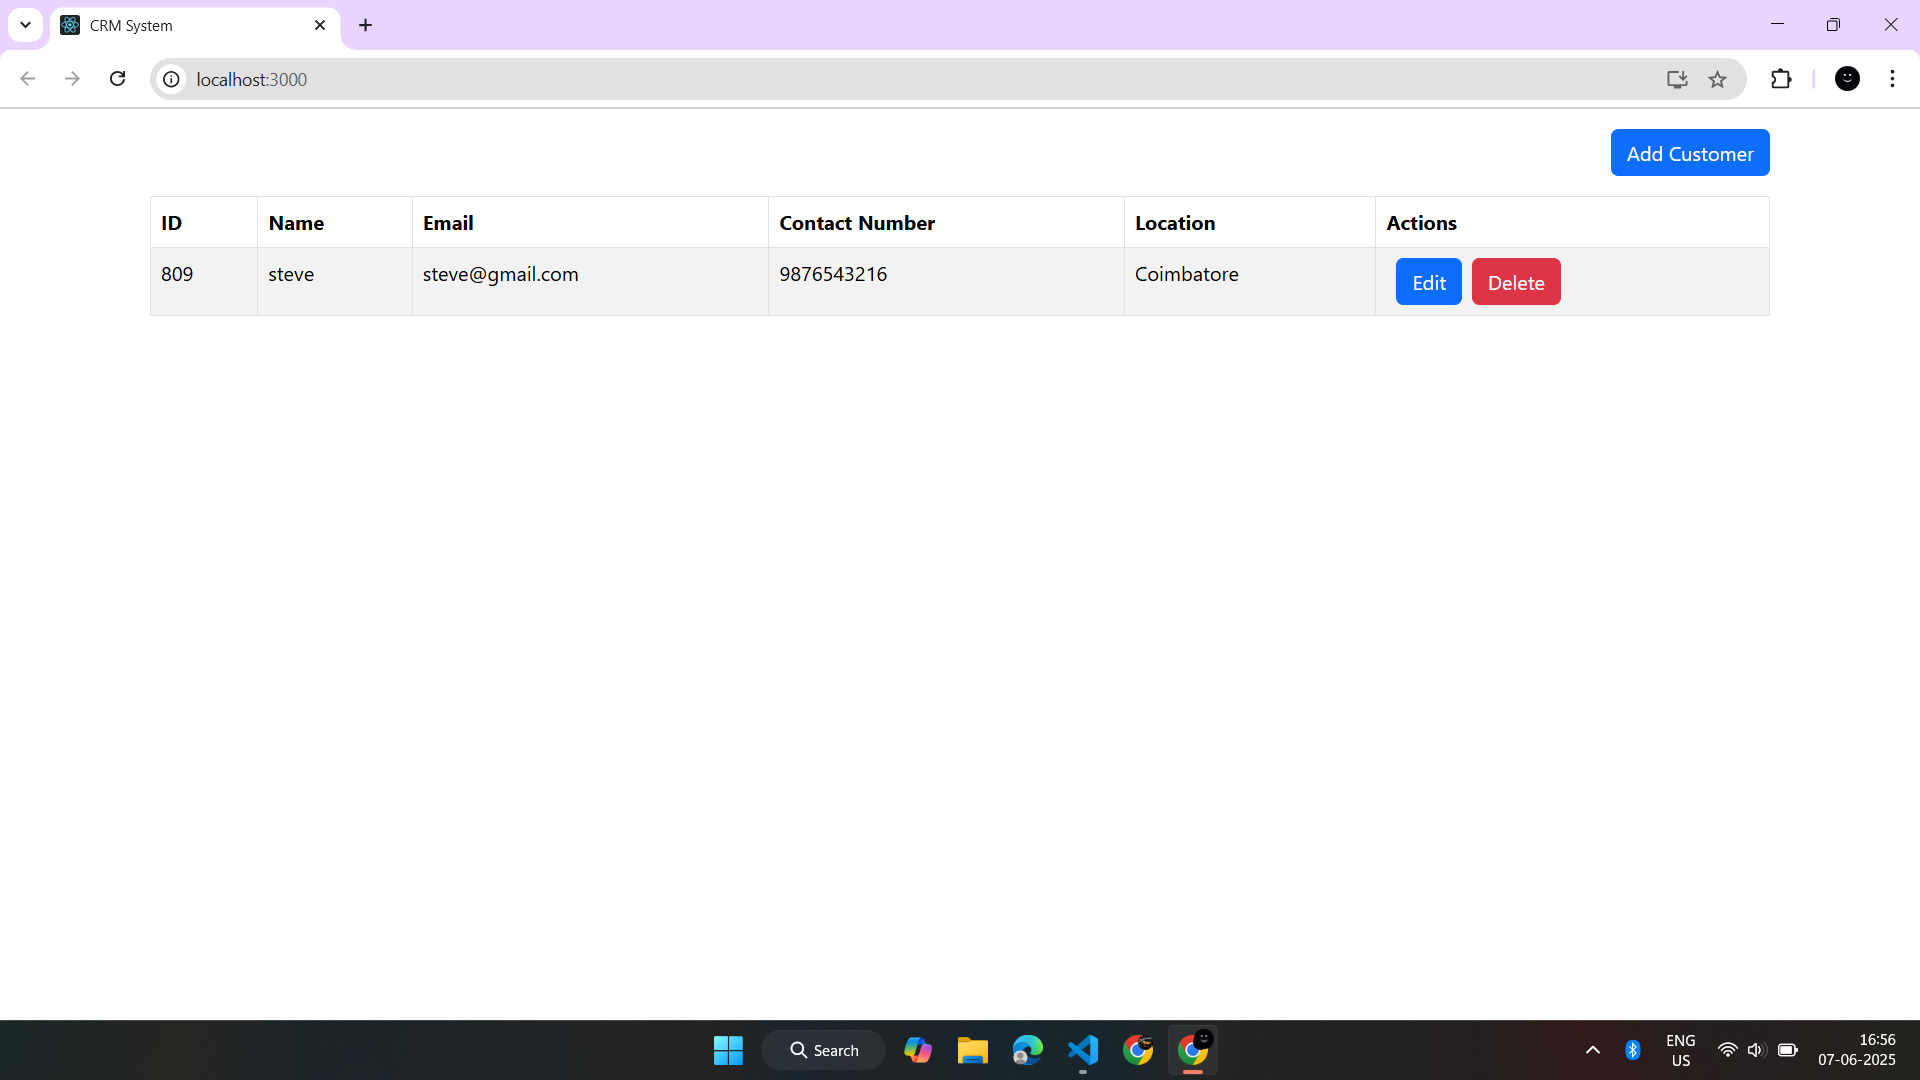 CRM System
localhost:3000
Add Customer
ID Name Email Contact Number Location Actions
809 steve steve@gmail.com 9876543216 Coimbatore Edit Delete
Search
ENG
US
16:56
07-06-2025